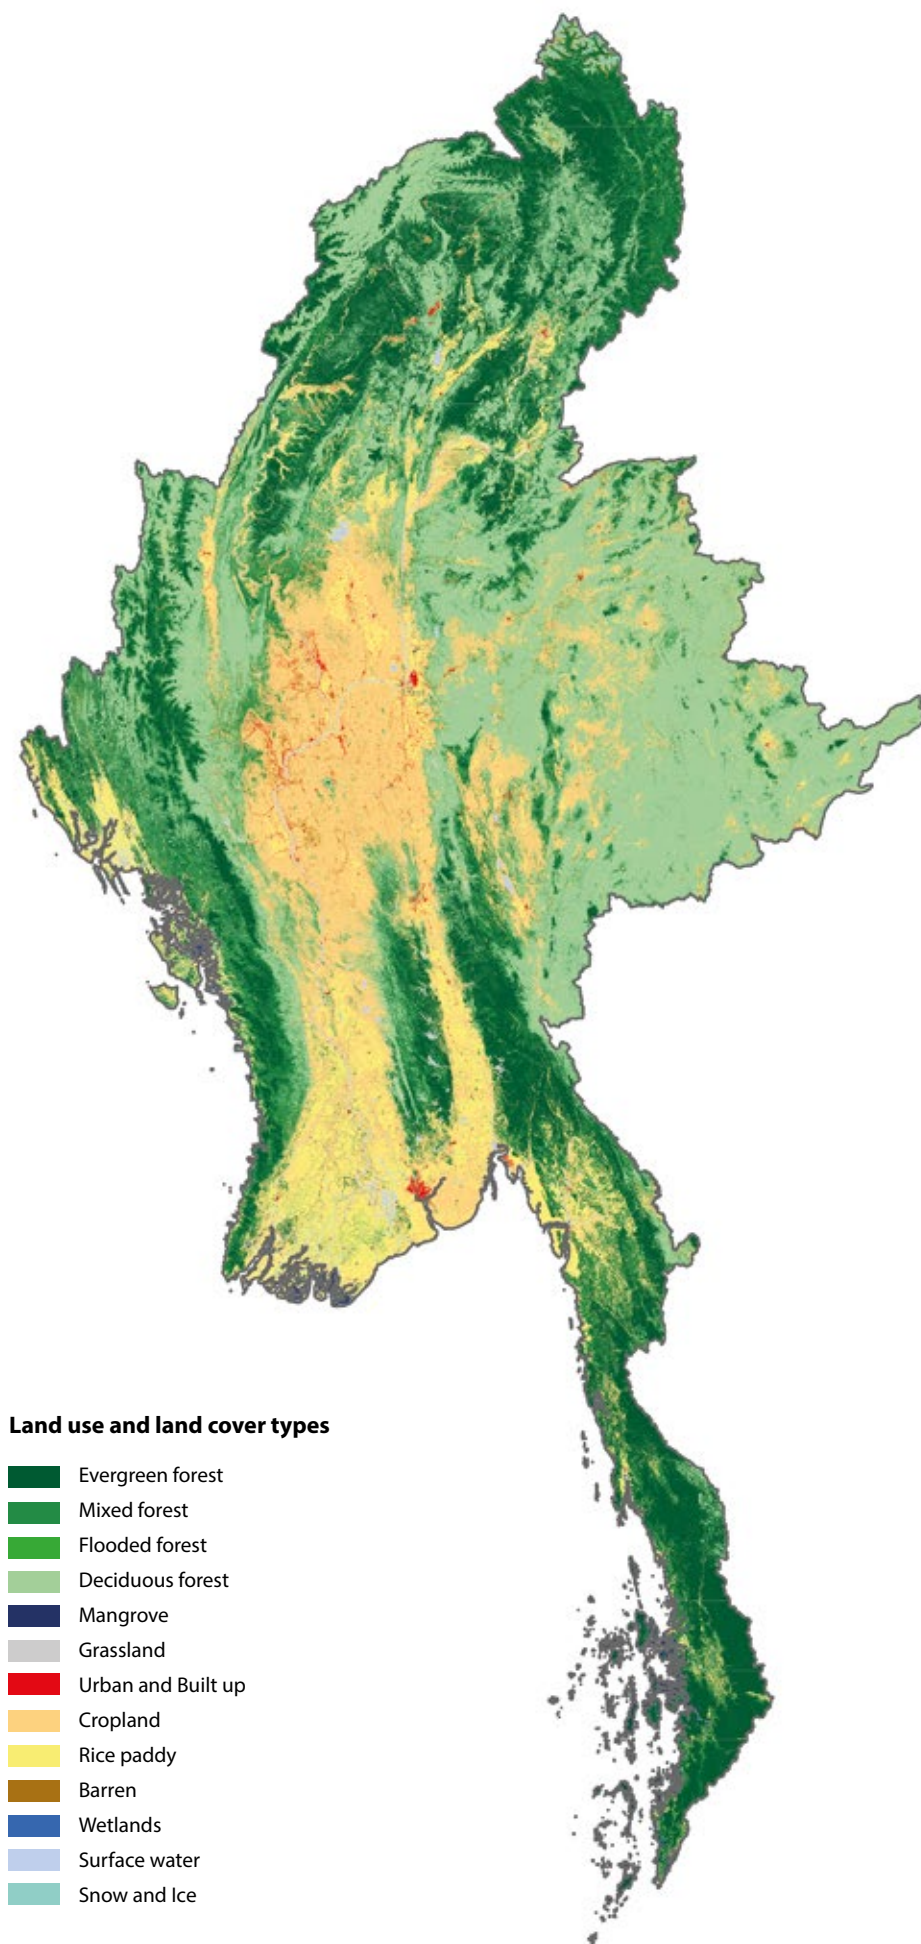 Land use and land cover types
Evergreen forest
Mixed forest
Flooded forest
Deciduous forest
Mangrove
Grassland
Urban and Built up
Cropland
Rice paddy
Barren
Wetlands
Surface water
Snow and Ice